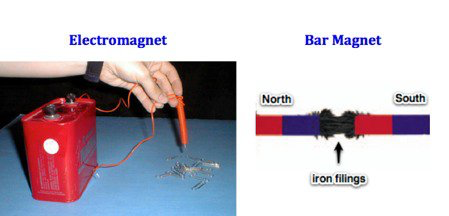 Electromagnet
Bar Magnet
North
South
iron filings